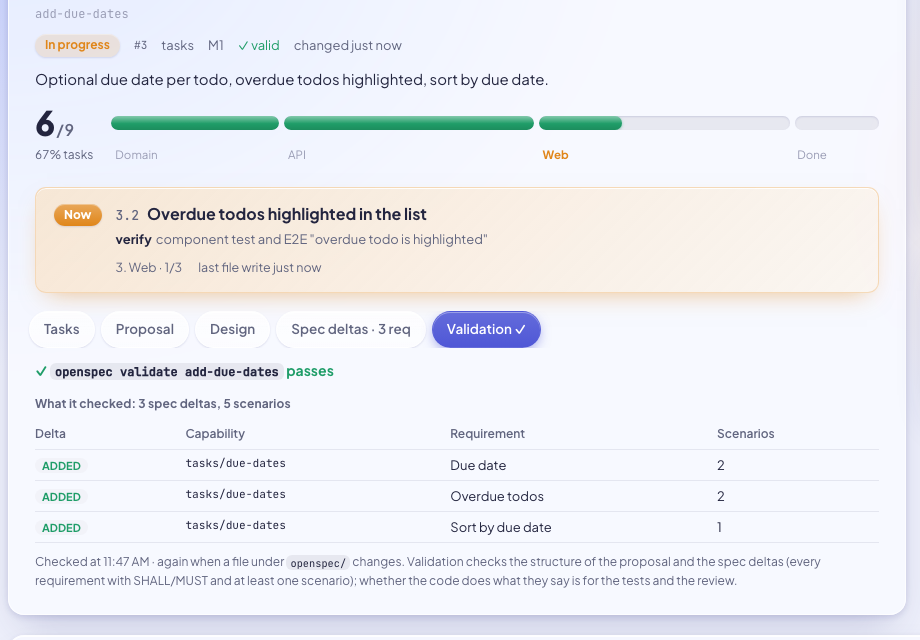 add-due-dates
In progress #3 tasks M1 ✓ valid changed just now
Optional due date per todo, overdue todos highlighted, sort by due date.
6/9
67% tasks Domain API Web Done
Now 3.2 Overdue todos highlighted in the list
verify component test and E2E "overdue todo is highlighted"
3. Web · 1/3 last file write just now
Tasks Proposal Design Spec deltas · 3 req Validation ✓
✓ openspec validate add-due-dates passes
What it checked: 3 spec deltas, 5 scenarios
Delta Capability Requirement Scenarios
ADDED tasks/due-dates Due date 2
ADDED tasks/due-dates Overdue todos 2
ADDED tasks/due-dates Sort by due date 1
Checked at 11:47 AM · again when a file under openspec/ changes. Validation checks the structure of the proposal and the spec deltas (every
requirement with SHALL/MUST and at least one scenario); whether the code does what they say is for the tests and the review.